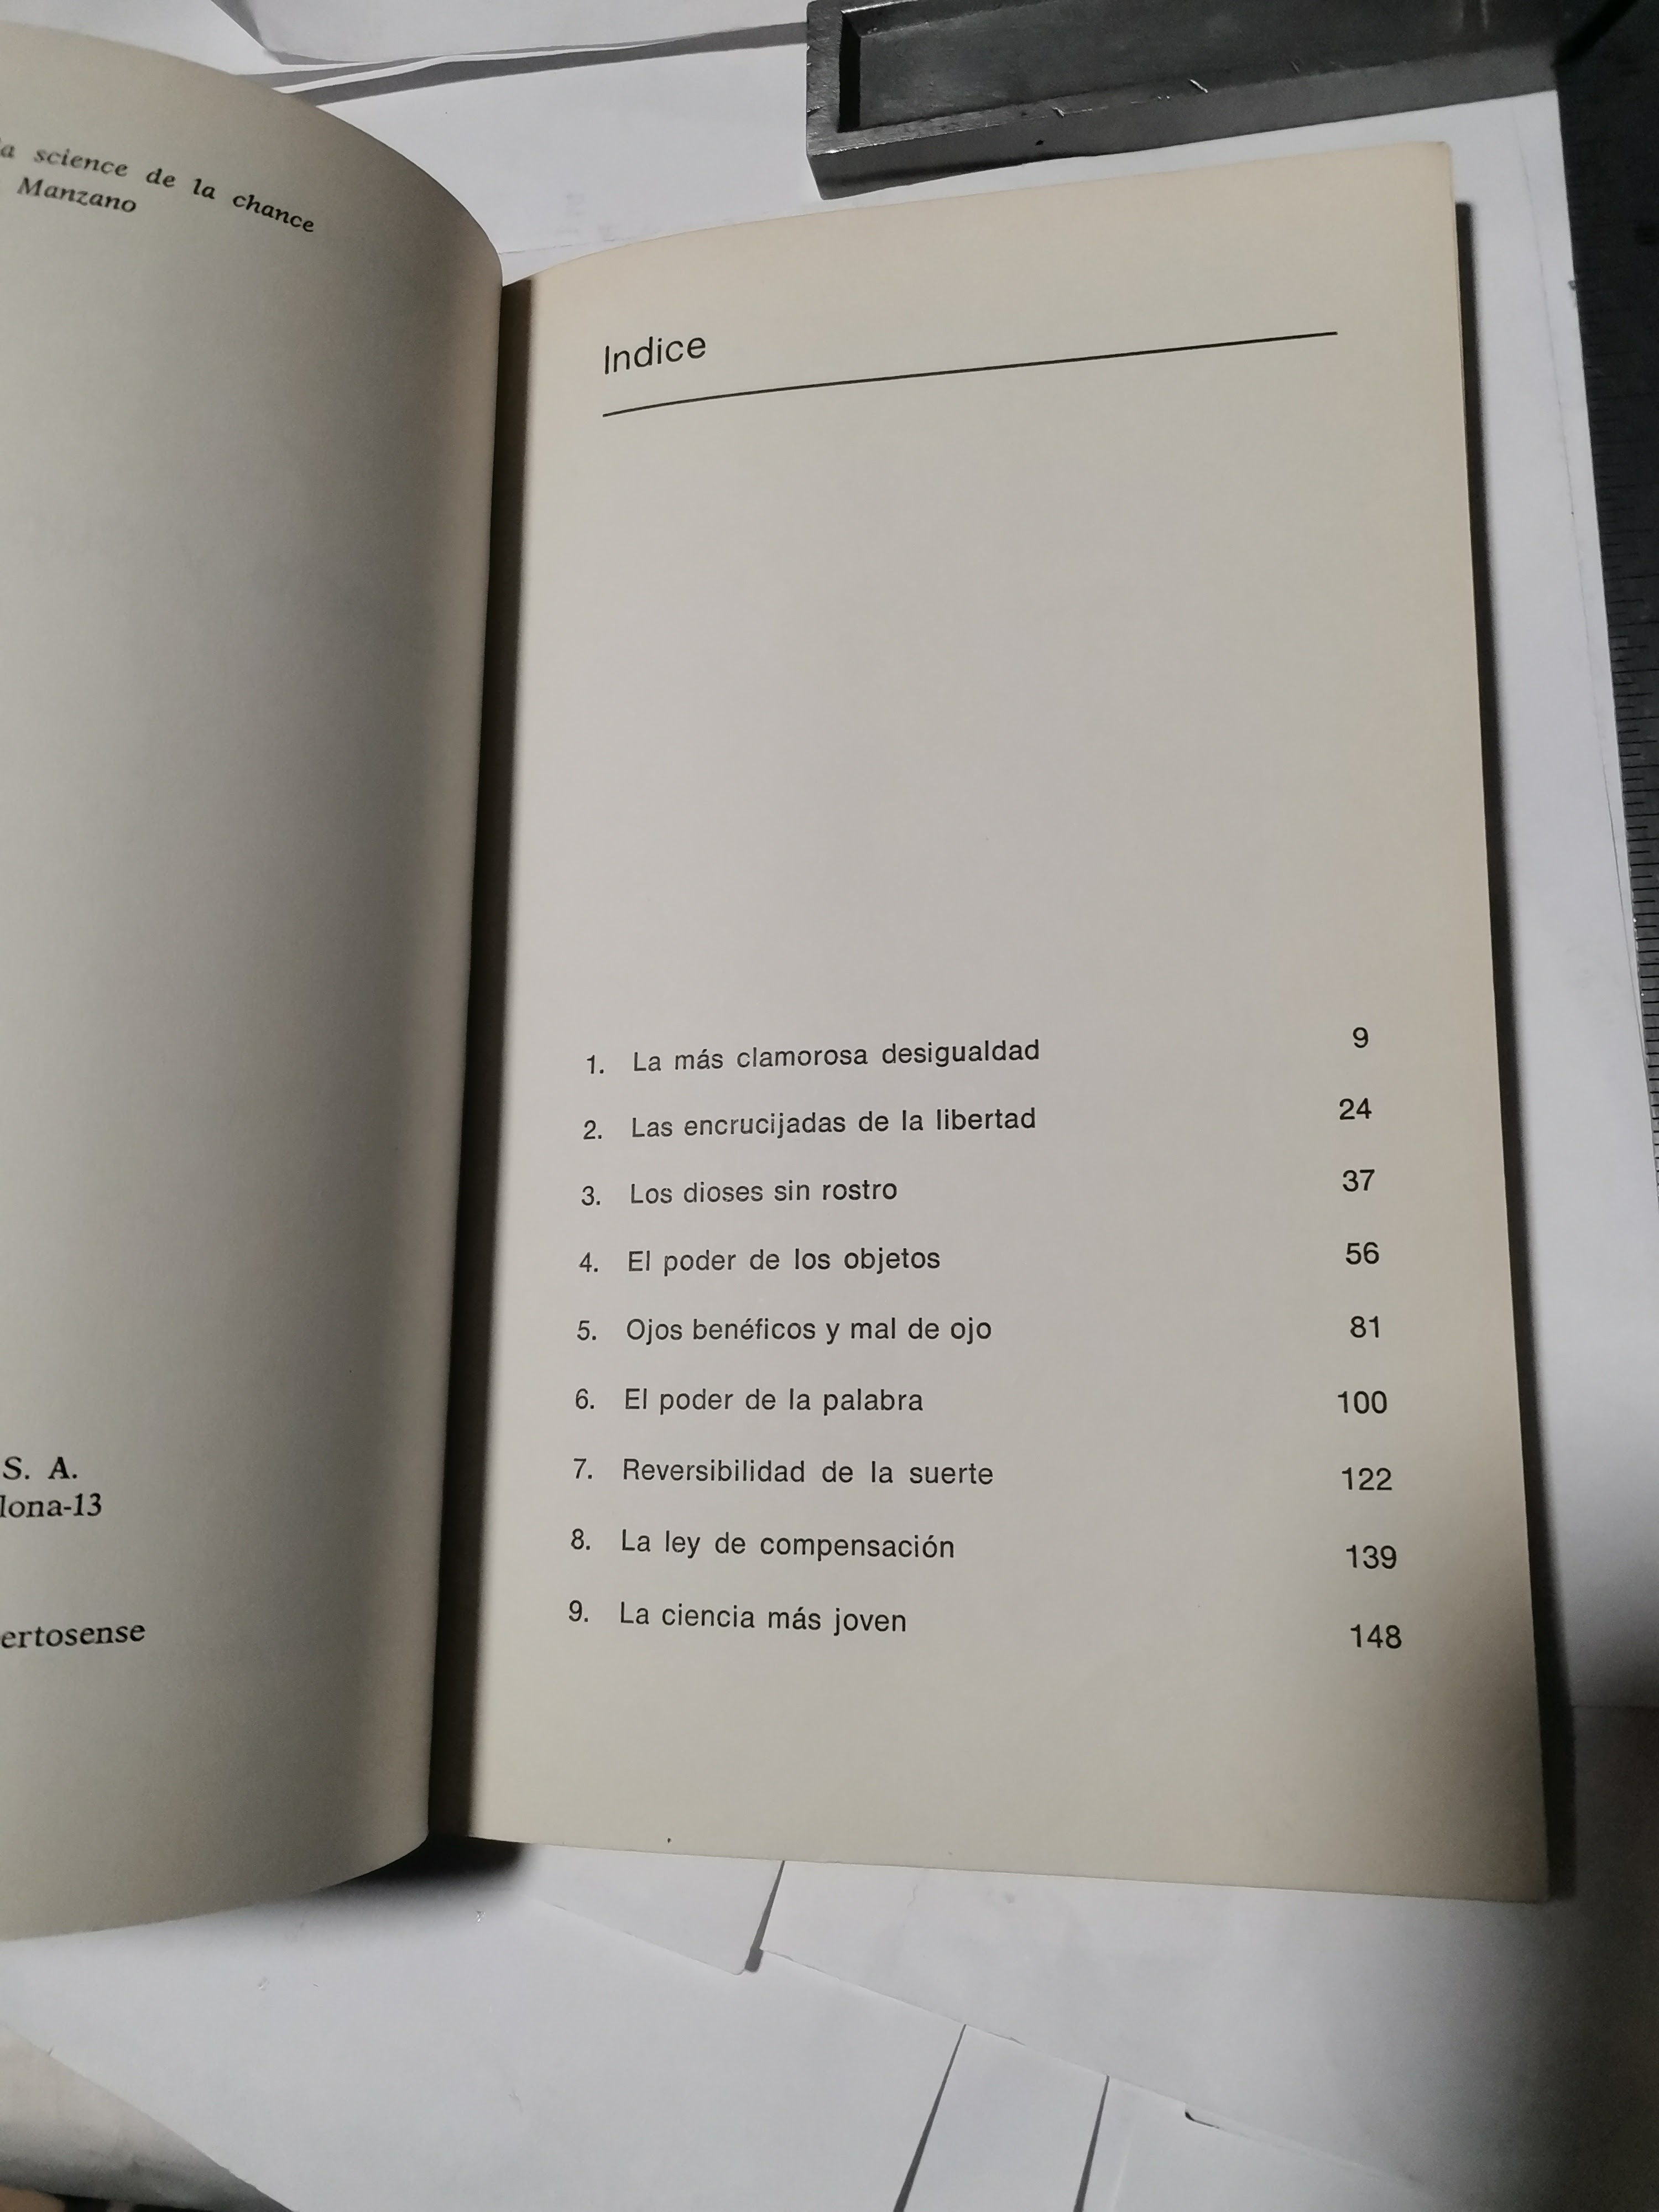 science de la chance
Manzano
S. A.
Indice
1. La más clamorosa desigualdad 9
2. Las encrucijadas de la libertad 24
3. Los dioses sin rostro 37
4. El poder de los objetos 56
5. Ojos benéficos y mal de ojo 81
6. El poder de la palabra 100
7. Reversibilidad de la suerte 122
8. La ley de compensación 139
9. La ciencia más joven 148